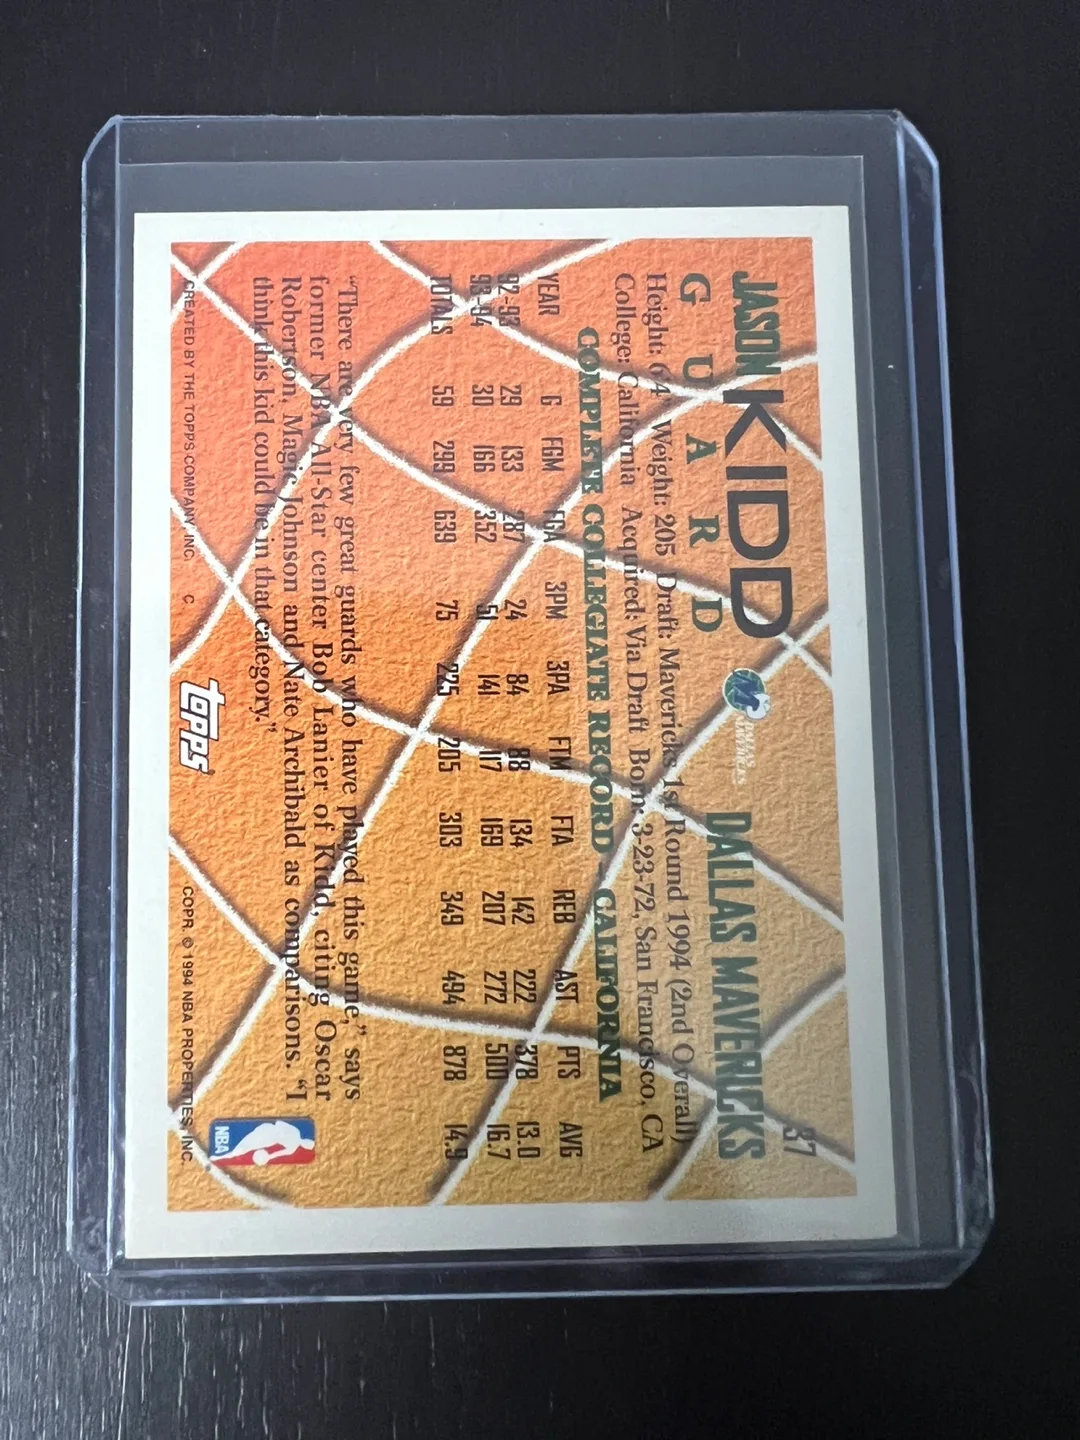 37
JASON KIDD DALLAS MAVERICKS
GUARD
Height: 6'4" Weight: 205 Draft: Mavericks 1st Round 1994 (2nd Overall)
College: California Acquired: Via Draft Born: 3-23-72, San Francisco, CA
COMPLETE COLLEGIATE RECORD CALIFORNIA
YEAR G FGM FGA 3PM 3PA FTM FTA REB AST PTS AVG
92-93 29 133 287 24 84 88 134 142 222 378 13.0
93-94 30 166 352 51 141 117 169 207 272 500 16.7
TOTALS 59 299 639 75 225 205 303 349 494 878 14.9
"There are very few great guards who have played this game," says
former NBA All-Star center Bob Lanier of Kidd, citing Oscar
Robertson, Magic Johnson and Nate Archibald as comparisons. "I
think this kid could be in that category."
NBA
CREATED BY THE TOPPS COMPANY, INC. C TOPPS COPR. © 1994 NBA PROPERTIES, INC.